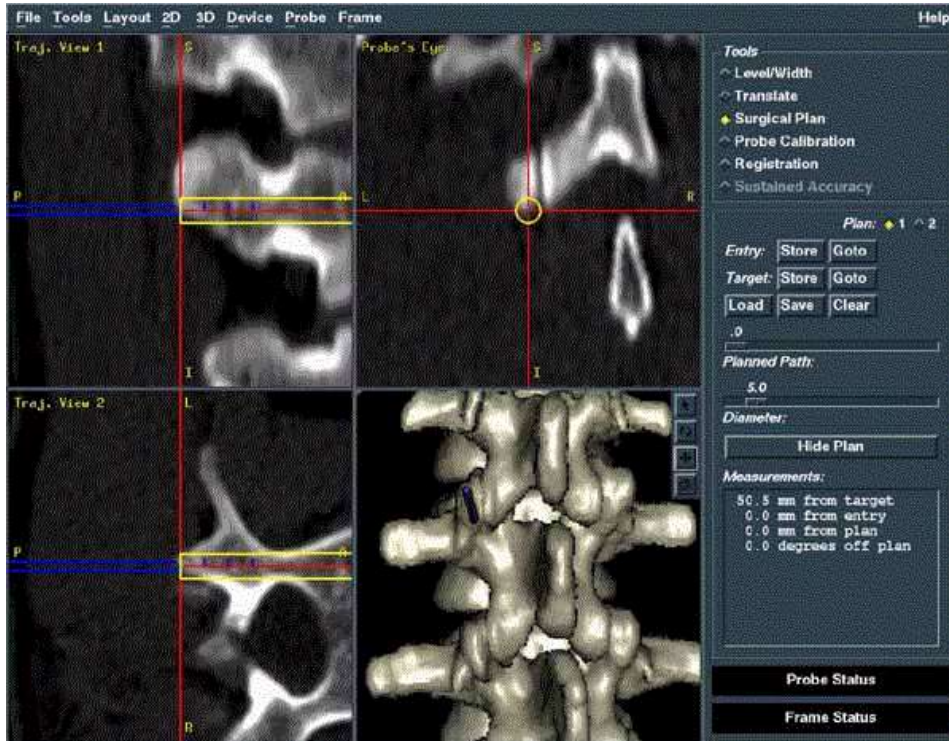 File Tools Layout 2D 3D Device Probe Frame Help
Traj. View 1
S
P
A
I
Probe's Eye
S
L
R
I
Traj. View 2
L
P
A
R
Tools
Level/Width
Translate
Surgical Plan
Probe Calibration
Registration
Sustained Accuracy
Plan: 1 2
Entry: Store Goto
Target: Store Goto
Load Save Clear
.0
Planned Path:
5.0
Diameter:
Hide Plan
Measurements:
50.5 mm from target
0.0 mm from entry
0.0 mm from plan
0.0 degrees off plan
Probe Status
Frame Status